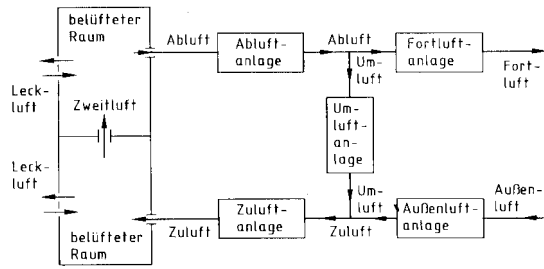 belüfteter
Raum
Abluft
Abluft-
anlage
Abluft
Um-
luft
Fortluft-
anlage
Fort-
luft
Leck-
luft
Zweitluft
Um-
luft-
an-
lage
Leck-
luft
Um-
luft
Außen-
luft
Zuluft
Zuluft-
anlage
Zuluft
Außenluft-
anlage
belüfteter
Raum